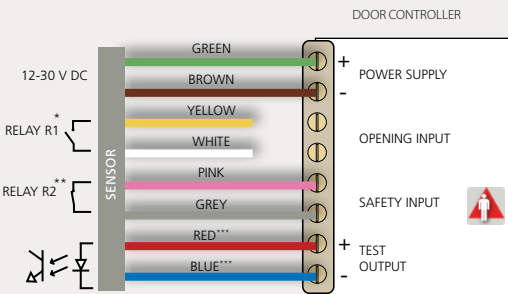 DOOR CONTROLLER
GREEN
12-30 V DC
+
POWER SUPPLY
BROWN
-
YELLOW
RELAY R1*
OPENING INPUT
WHITE
SENSOR
PINK
RELAY R2**
SAFETY INPUT
GREY
RED***
+
TEST
OUTPUT
BLUE***
-